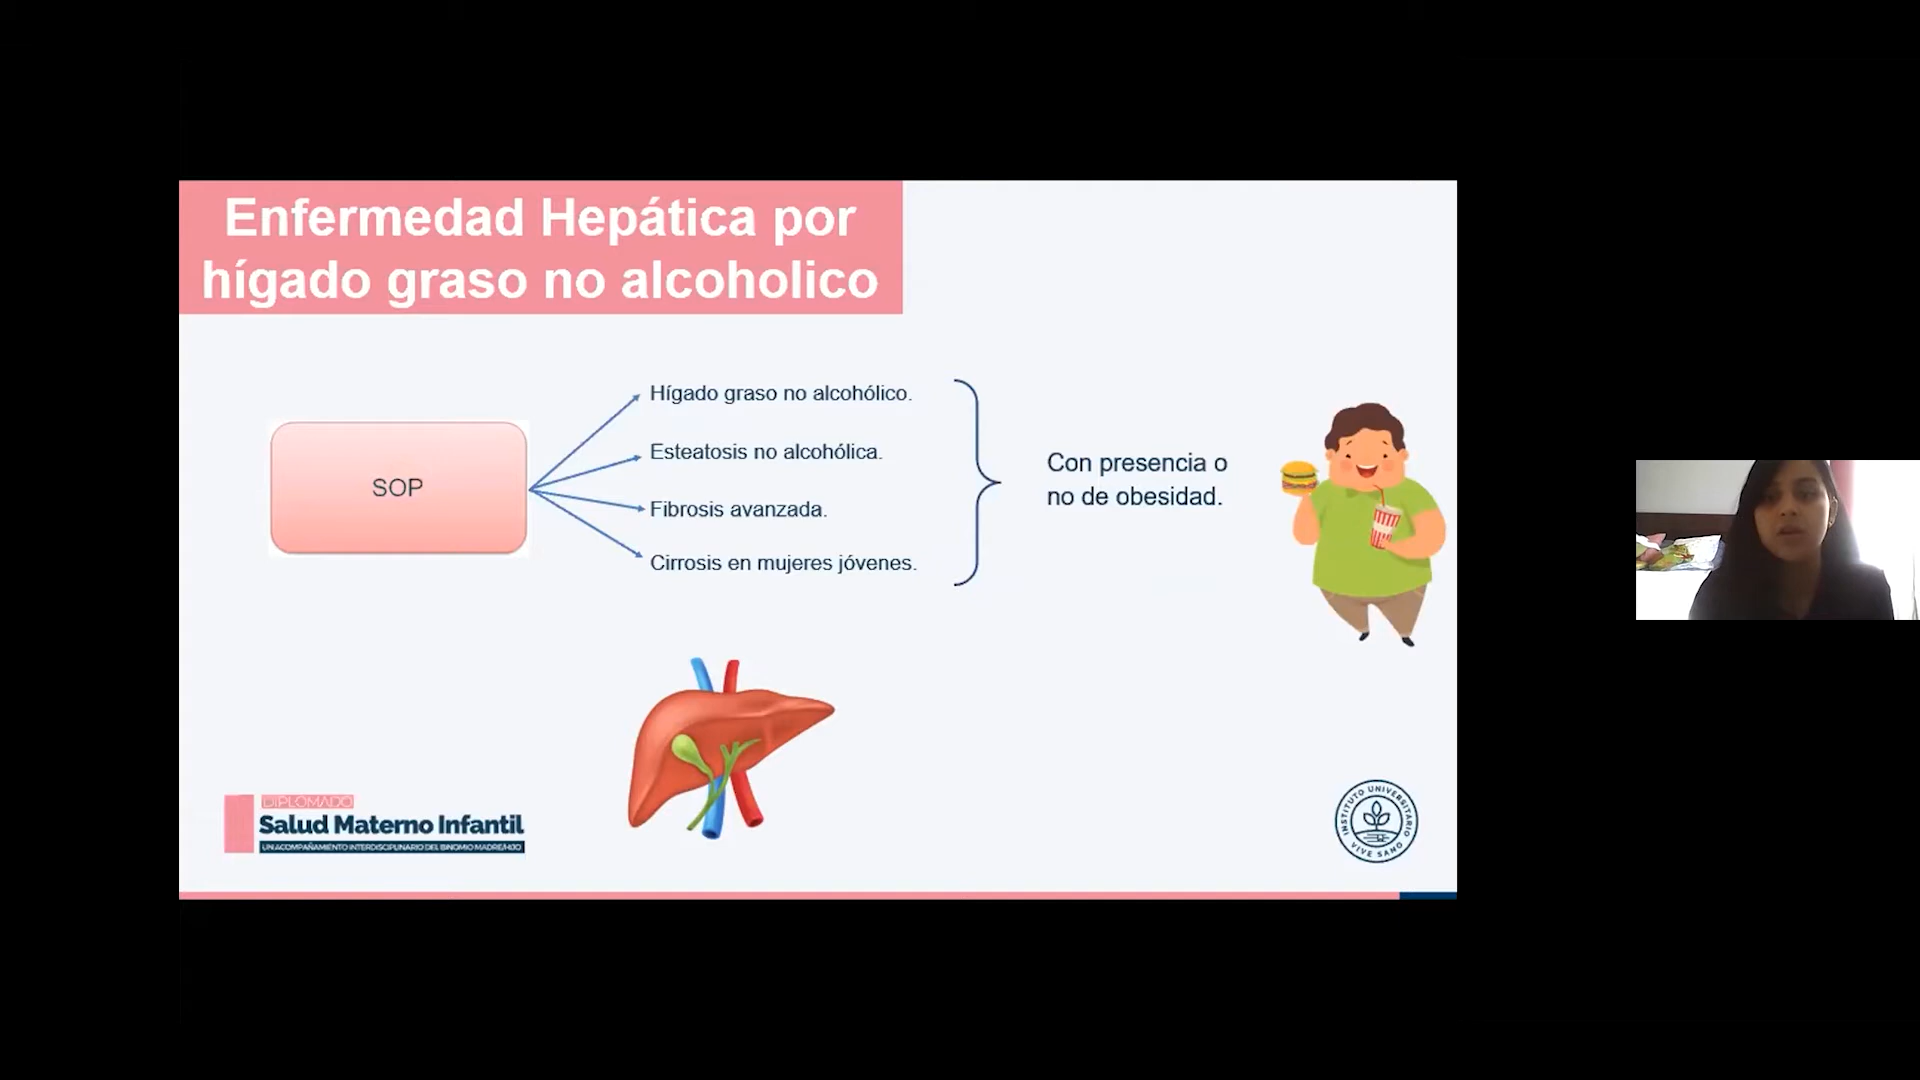 Enfermedad Hepática por
hígado graso no alcoholico
SOP
Hígado graso no alcohólico.
Esteatosis no alcohólica.
Fibrosis avanzada.
Cirrosis en mujeres jóvenes.
Con presencia o
no de obesidad.
DIPLOMADO
Salud Materno Infantil
UN ACOMPAÑAMIENTO INTERDISCIPLINARIO DEL BINOMIO MADRE/HIJO
INSTITUTO UNIVERSITARIO
VIVE SANO